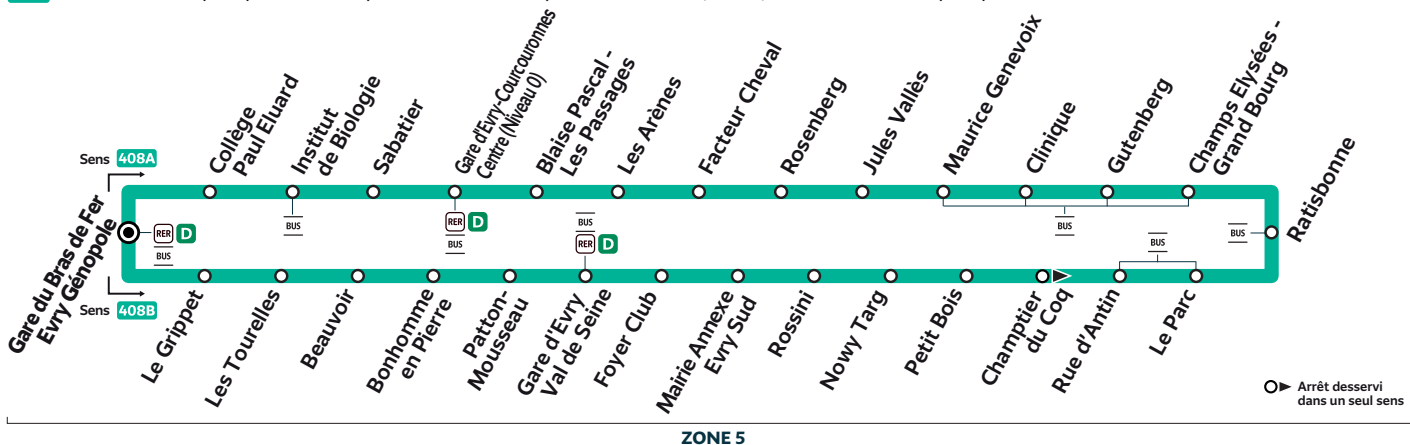 Sens 408A
Collège
Paul Eluard
Institut
de Biologie
Sabatier
Gare d'Evry-Courcouronnes
Centre (Niveau 0)
Blaise Pascal -
Les Passages
Les Arènes
Facteur Cheval
Rosenberg
Jules Vallès
Maurice Genevoix
Clinique
Gutenberg
Champs Elysées -
Grand Bourg
Ratisbonne
Gare du Bras de Fer
Evry Génopole
RER D
BUS
BUS
RER D
BUS
BUS
RER D
BUS
BUS
BUS
Sens 408B
Le Grippet
Les Tourelles
Beauvoir
Bonhomme
en Pierre
Patton-
Mousseau
Gare d'Evry
Val de Seine
Foyer Club
Mairie Annexe
Evry Sud
Rossini
Nowy Targ
Petit Bois
Champtier
du Coq
Rue d'Antin
Le Parc
Arrêt desservi
dans un seul sens
ZONE 5